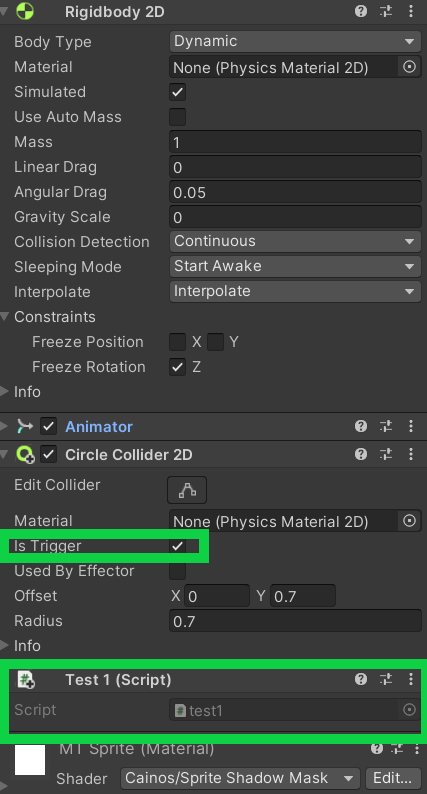 Rigidbody 2D
Body Type Dynamic
Material None (Physics Material 2D)
Simulated
Use Auto Mass
Mass 1
Linear Drag 0
Angular Drag 0.05
Gravity Scale 0
Collision Detection Continuous
Sleeping Mode Start Awake
Interpolate Interpolate
Constraints
Freeze Position X Y
Freeze Rotation Z
Info
Animator
Circle Collider 2D
Edit Collider
Material None (Physics Material 2D)
Is Trigger
Used By Effector
Offset X 0 Y 0.7
Radius 0.7
Info
# Test 1 (Script)
Script # test1
MT Sprite (Material)
Shader Cainos/Sprite Shadow Mask Edit...